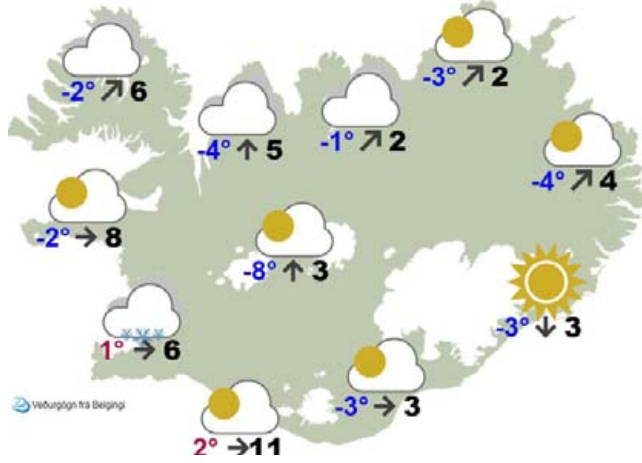 -3° ↗ 2
-2° ↗ 6
-4° ↑ 5
-1° ↗ 2
-4° ↗ 4
-2° → 8
-8° ↑ 3
-3° ↓ 3
1° → 6
-3° → 3
Veðurgögn frá Belgingi
2° →11